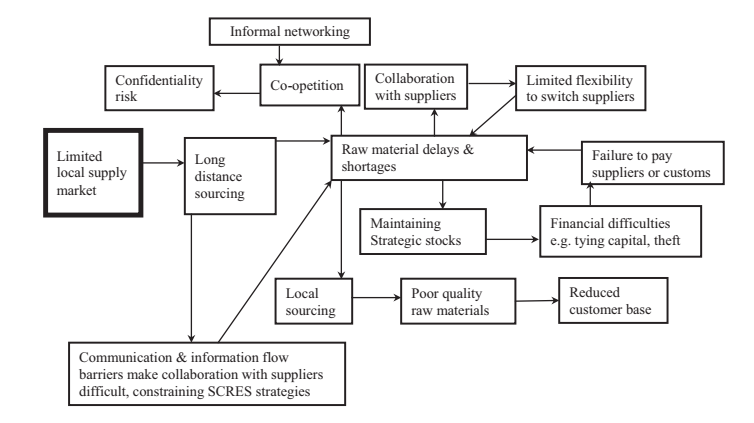 Informal networking
Confidentiality
risk
Co-opetition
Collaboration
with suppliers
Limited flexibility
to switch suppliers
Limited
local supply
market
Long
distance
sourcing
Raw material delays &
shortages
Failure to pay
suppliers or customs
Maintaining
Strategic stocks
Financial difficulties
e.g. tying capital, theft
Local
sourcing
Poor quality
raw materials
Reduced
customer base
Communication & information flow
barriers make collaboration with suppliers
difficult, constraining SCRES strategies